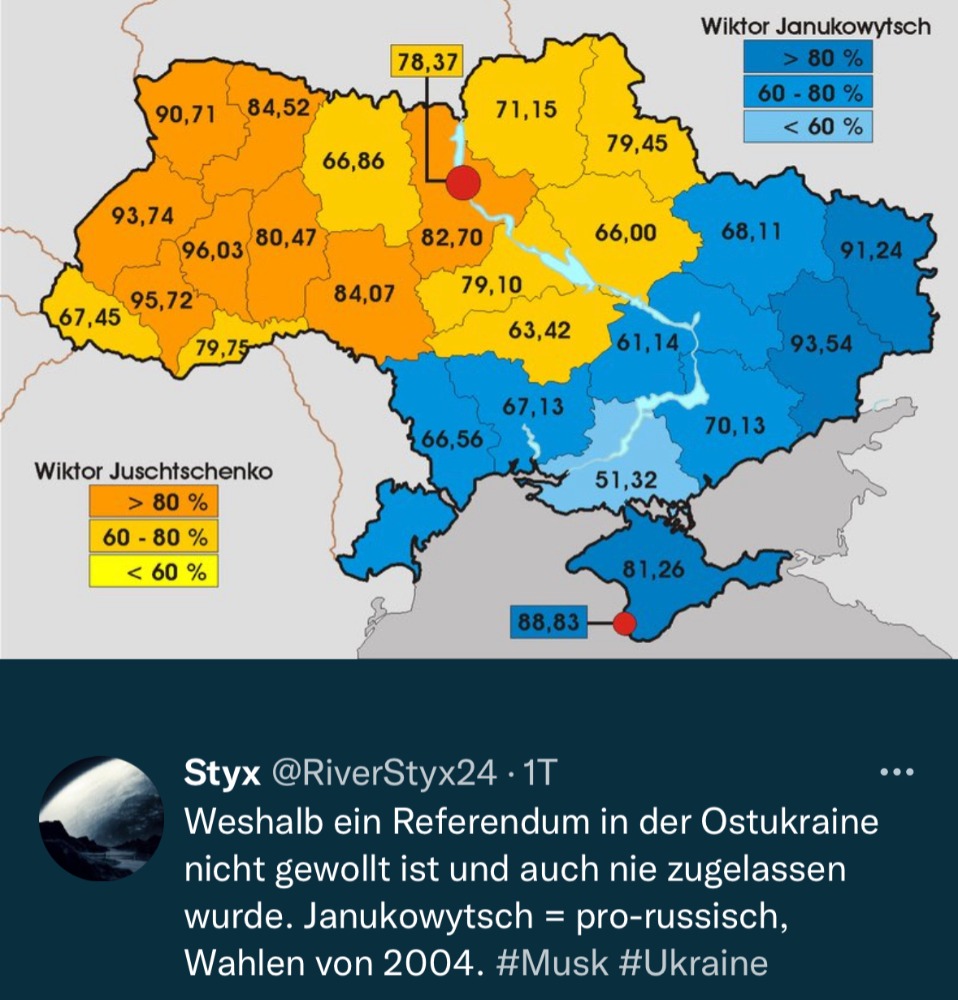 Wiktor Janukowytsch
> 80 %
60 - 80 %
< 60 %
78,37
90,71
84,52
66,86
71,15
79,45
93,74
96,03
80,47
82,70
66,00
68,11
91,24
67,45
95,72
84,07
79,10
79,75
63,42
61,14
93,54
66,56
67,13
70,13
51,32
Wiktor Juschtschenko
> 80 %
60 - 80 %
< 60 %
81,26
88,83
Styx @RiverStyx24 · 1T
Weshalb ein Referendum in der Ostukraine
nicht gewollt ist und auch nie zugelassen
wurde. Janukowytsch = pro-russisch,
Wahlen von 2004. #Musk #Ukraine